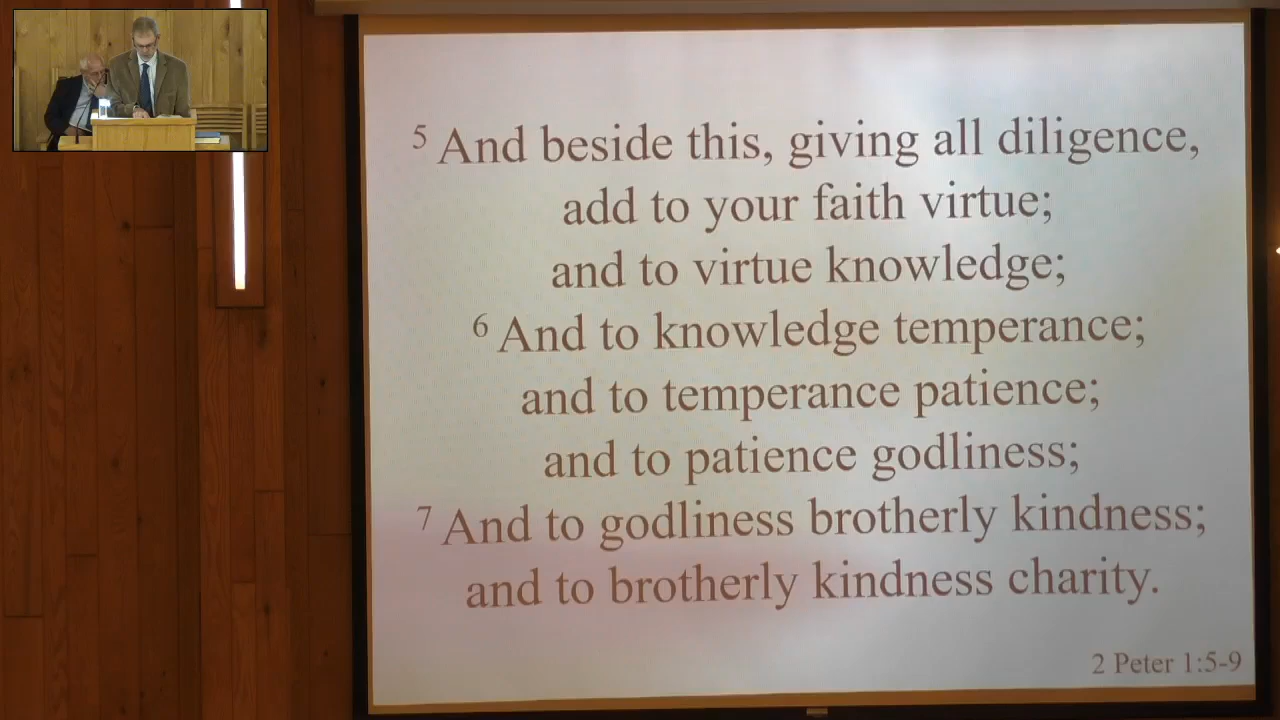 5 And beside this, giving all diligence,
add to your faith virtue;
and to virtue knowledge;
6 And to knowledge temperance;
and to temperance patience;
and to patience godliness;
7 And to godliness brotherly kindness;
and to brotherly kindness charity.
2 Peter 1:5-9